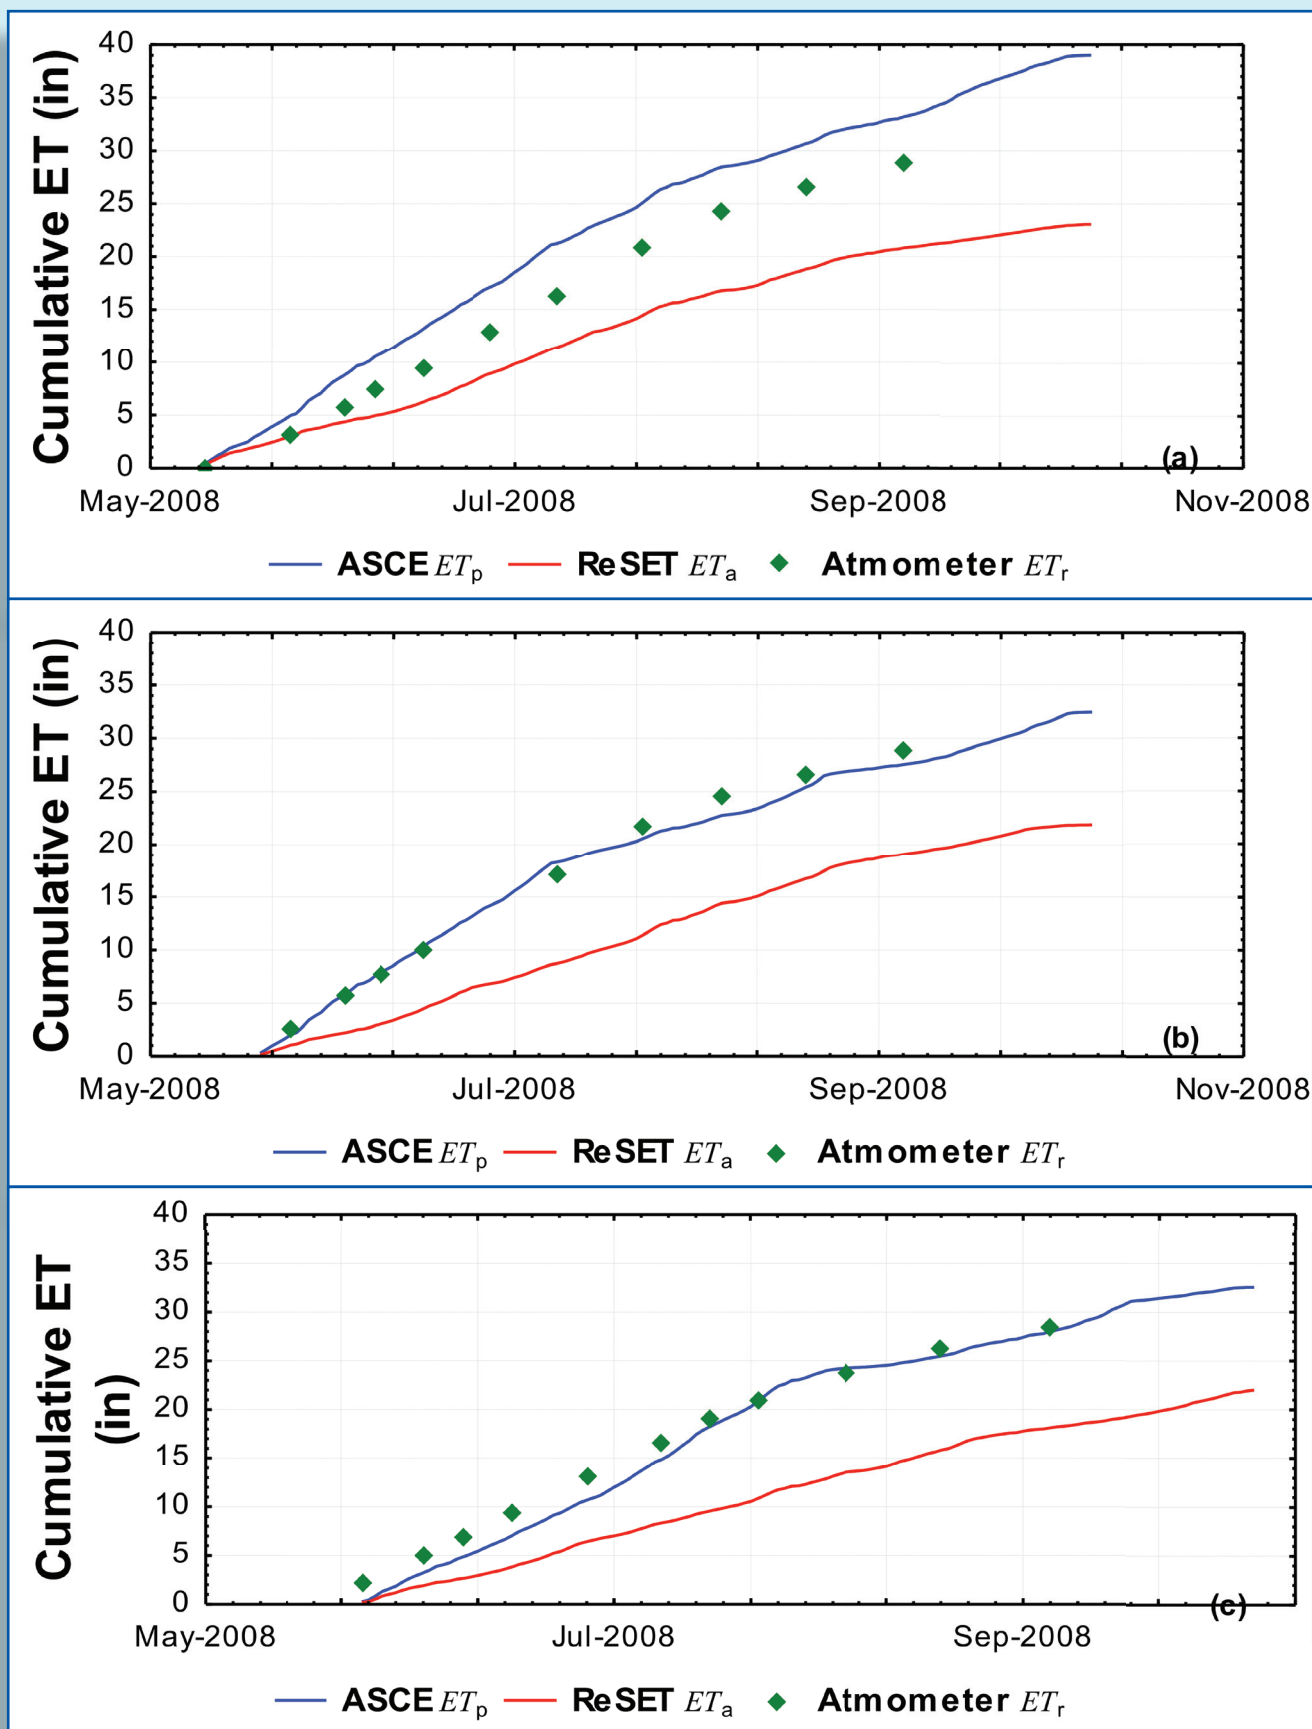 Cumulative ET (in)
40
35
30
25
20
15
10
5
0
(a)
May-2008 Jul-2008 Sep-2008 Nov-2008
ASCE ETp ReSET ETa Atmometer ETr
Cumulative ET (in)
40
35
30
25
20
15
10
5
0
(b)
May-2008 Jul-2008 Sep-2008 Nov-2008
ASCE ETp ReSET ETa Atmometer ETr
Cumulative ET
(in)
40
35
30
25
20
15
10
5
0
(c)
May-2008 Jul-2008 Sep-2008
ASCE ETp ReSET ETa Atmometer ETr